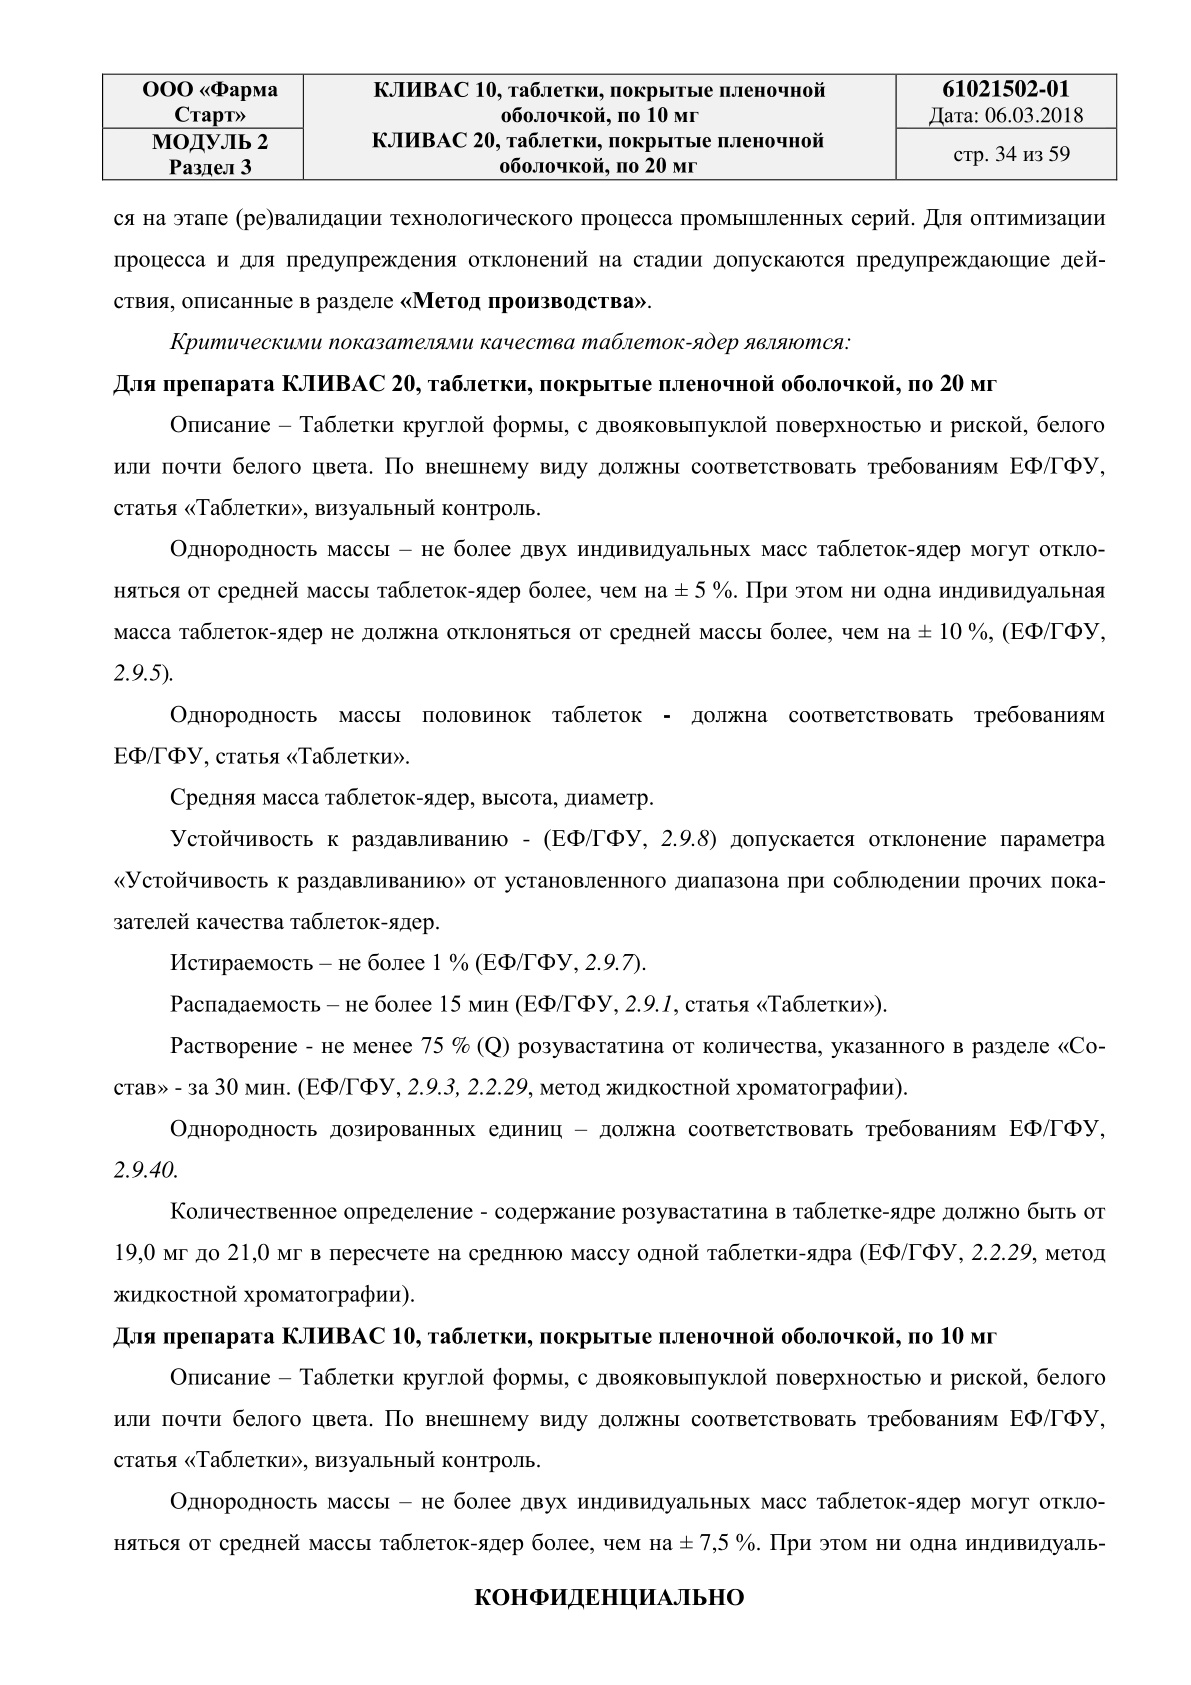 ООО «Фарма
Старт»
МОДУЛЬ 2
Раздел 3
КЛИВАС 10, таблетки, покрытые пленочной
оболочкой, по 10 мг
КЛИВАС 20, таблетки, покрытые пленочной
оболочкой, по 20 мг
61021502-01
Дата: 06.03.2018
стр. 34 из 59
ся на этапе (ре)валидации технологического процесса промышленных серий. Для оптимизации
процесса и для предупреждения отклонений на стадии допускаются предупреждающие дей-
ствия, описанные в разделе «Метод производства».
Критическими показателями качества таблеток-ядер являются:
Для препарата КЛИВАС 20, таблетки, покрытые пленочной оболочкой, по 20 мг
Описание – Таблетки круглой формы, с двояковыпуклой поверхностью и риской, белого
или почти белого цвета. По внешнему виду должны соответствовать требованиям ЕФ/ГФУ,
статья «Таблетки», визуальный контроль.
Однородность массы – не более двух индивидуальных масс таблеток-ядер могут откло-
няться от средней массы таблеток-ядер более, чем на ± 5 %. При этом ни одна индивидуальная
масса таблеток-ядер не должна отклоняться от средней массы более, чем на ± 10 %, (ЕФ/ГФУ,
2.9.5).
Однородность массы половинок таблеток - должна соответствовать требованиям
ЕФ/ГФУ, статья «Таблетки».
Средняя масса таблеток-ядер, высота, диаметр.
Устойчивость к раздавливанию - (ЕФ/ГФУ, 2.9.8) допускается отклонение параметра
«Устойчивость к раздавливанию» от установленного диапазона при соблюдении прочих пока-
зателей качества таблеток-ядер.
Истираемость – не более 1 % (ЕФ/ГФУ, 2.9.7).
Распадаемость – не более 15 мин (ЕФ/ГФУ, 2.9.1, статья «Таблетки»).
Растворение - не менее 75 % (Q) розувастатина от количества, указанного в разделе «Со-
став» - за 30 мин. (ЕФ/ГФУ, 2.9.3, 2.2.29, метод жидкостной хроматографии).
Однородность дозированных единиц – должна соответствовать требованиям ЕФ/ГФУ,
2.9.40.
Количественное определение - содержание розувастатина в таблетке-ядре должно быть от
19,0 мг до 21,0 мг в пересчете на среднюю массу одной таблетки-ядра (ЕФ/ГФУ, 2.2.29, метод
жидкостной хроматографии).
Для препарата КЛИВАС 10, таблетки, покрытые пленочной оболочкой, по 10 мг
Описание – Таблетки круглой формы, с двояковыпуклой поверхностью и риской, белого
или почти белого цвета. По внешнему виду должны соответствовать требованиям ЕФ/ГФУ,
статья «Таблетки», визуальный контроль.
Однородность массы – не более двух индивидуальных масс таблеток-ядер могут откло-
няться от средней массы таблеток-ядер более, чем на ± 7,5 %. При этом ни одна индивидуаль-
КОНФИДЕНЦИАЛЬНО